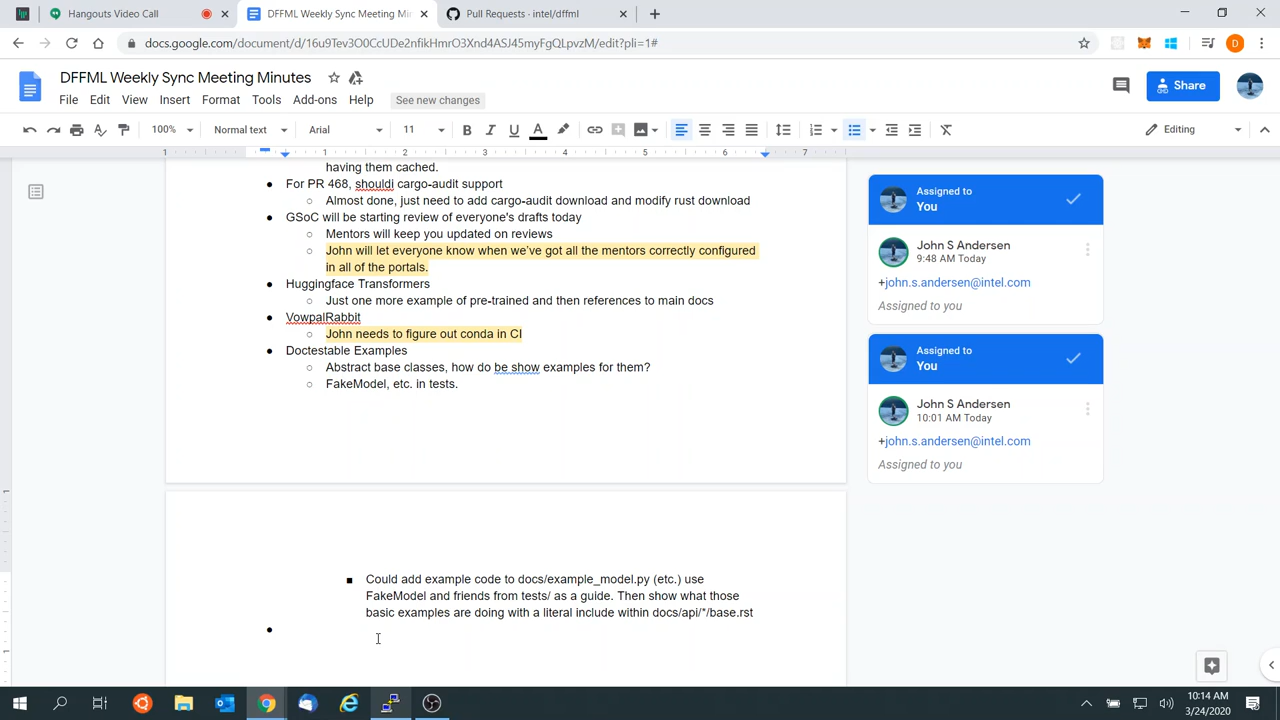 Hangouts Video Call
DFFML Weekly Sync Meeting Min
Pull Requests · intel/dffml
docs.google.com/document/d/16u9Tev3O0CcUDe2nfikHmrO3Xnd4ASJ45myFgQLpvzM/edit?pli=1#
D
DFFML Weekly Sync Meeting Minutes
File Edit View Insert Format Tools Add-ons Help See new changes
Share
100% Normal text Arial 11 B I U A Editing
1 1 2 3 4 5 6 7
having them cached.
For PR 468, shouldi cargo-audit support
Almost done, just need to add cargo-audit download and modify rust download
GSoC will be starting review of everyone's drafts today
Mentors will keep you updated on reviews
John will let everyone know when we've got all the mentors correctly configured
in all of the portals.
Huggingface Transformers
Just one more example of pre-trained and then references to main docs
VowpalRabbit
John needs to figure out conda in CI
Doctestable Examples
Abstract base classes, how do be show examples for them?
FakeModel, etc. in tests.
Could add example code to docs/example_model.py (etc.) use
FakeModel and friends from tests/ as a guide. Then show what those
basic examples are doing with a literal include within docs/api/*/base.rst
Assigned to
You
John S Andersen
9:48 AM Today
+john.s.andersen@intel.com
Assigned to you
Assigned to
You
John S Andersen
10:01 AM Today
+john.s.andersen@intel.com
Assigned to you
10:14 AM
3/24/2020